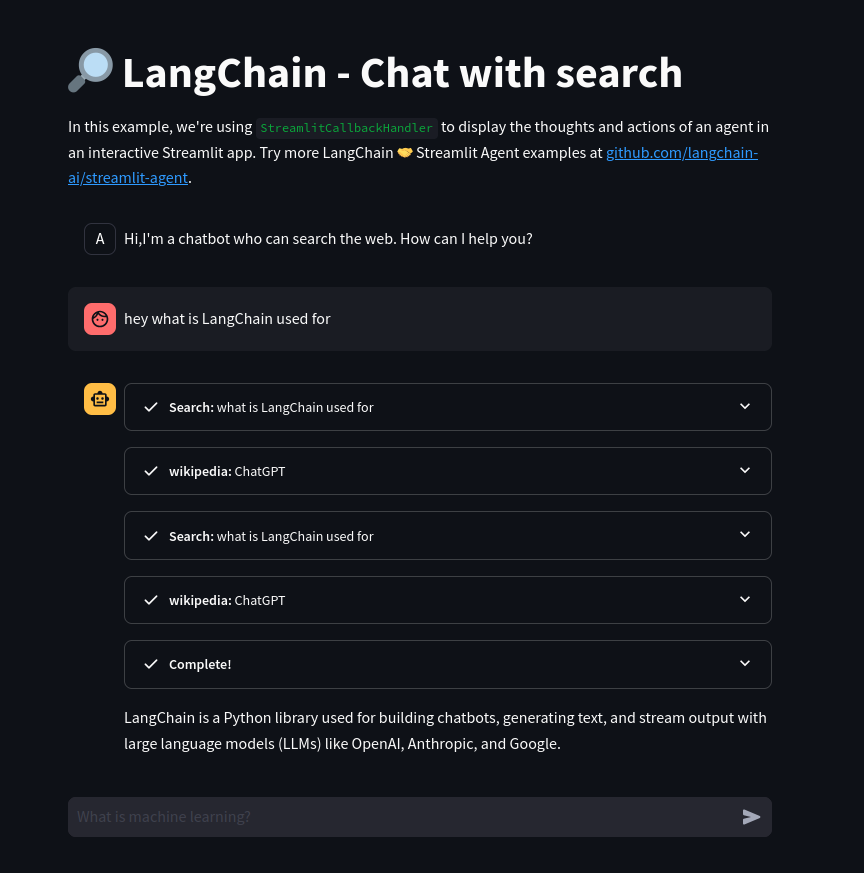 LangChain - Chat with search
In this example, we're using StreamlitCallbackHandler to display the thoughts and actions of an agent in
an interactive Streamlit app. Try more LangChain 🤝 Streamlit Agent examples at github.com/langchain-
ai/streamlit-agent.
A Hi,I'm a chatbot who can search the web. How can I help you?
hey what is LangChain used for
Search: what is LangChain used for
wikipedia: ChatGPT
Search: what is LangChain used for
wikipedia: ChatGPT
Complete!
LangChain is a Python library used for building chatbots, generating text, and stream output with
large language models (LLMs) like OpenAI, Anthropic, and Google.
What is machine learning?